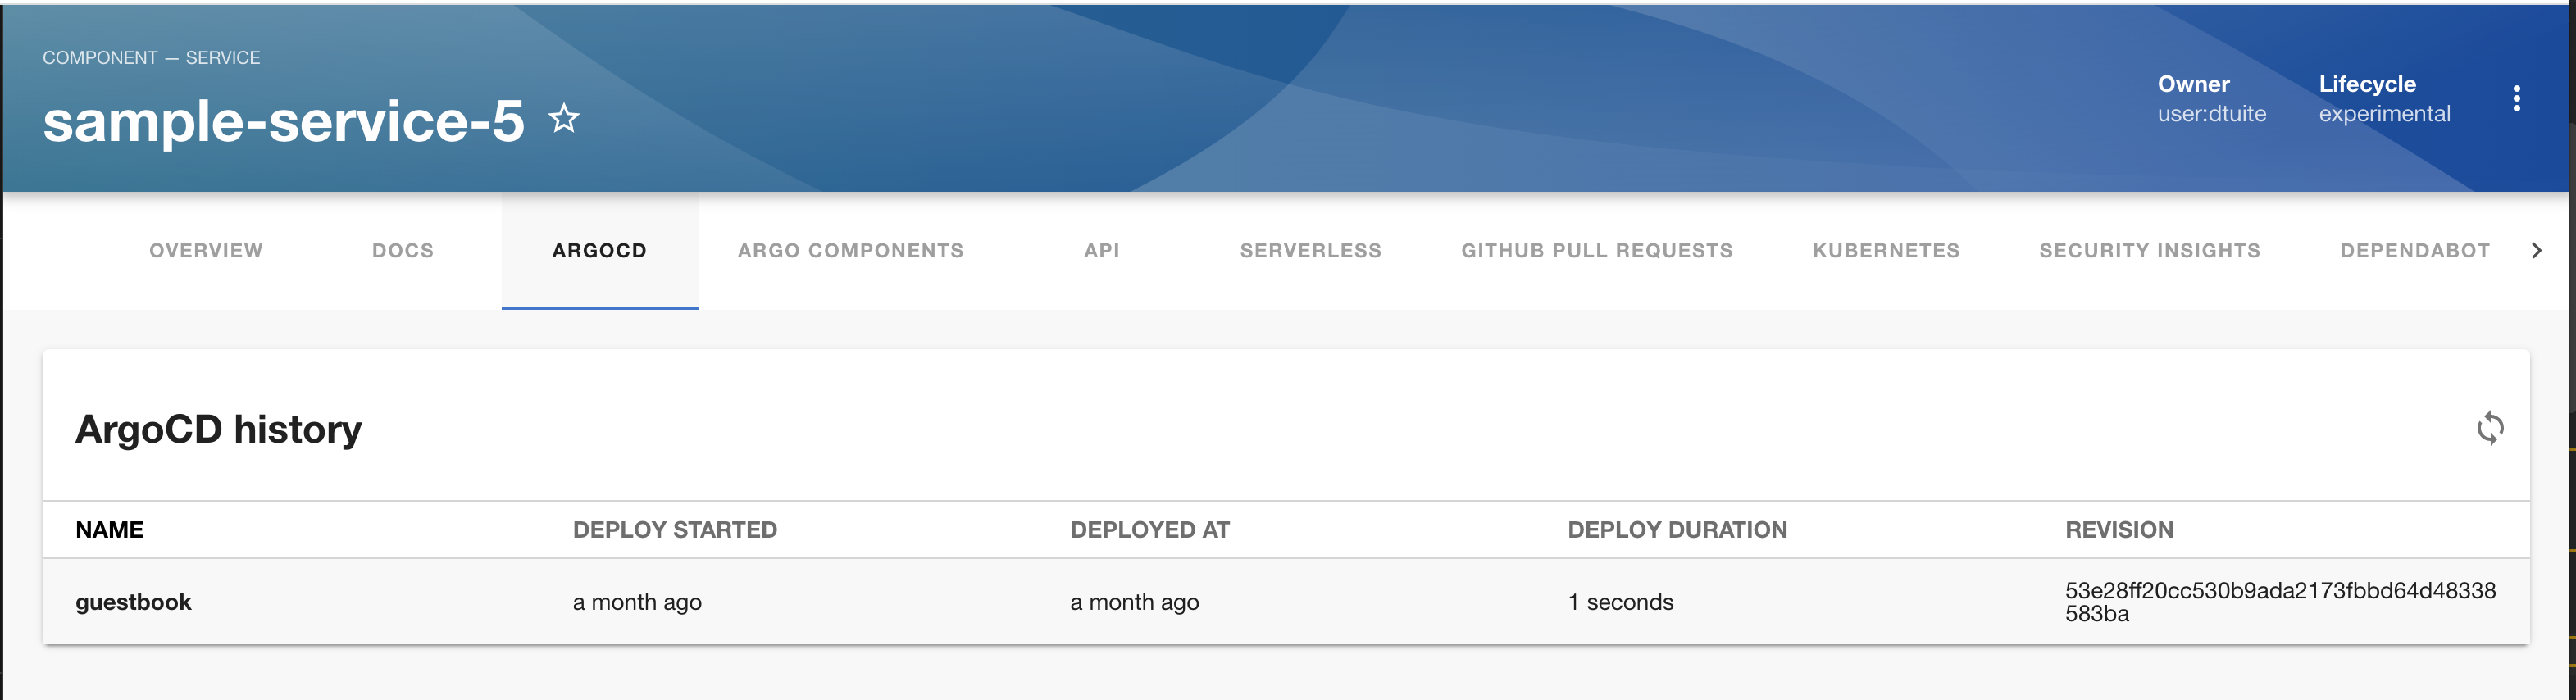 COMPONENT — SERVICE
sample-service-5
Owner
user:dtuite
Lifecycle
experimental
OVERVIEW
DOCS
ARGOCD
ARGO COMPONENTS
API
SERVERLESS
GITHUB PULL REQUESTS
KUBERNETES
SECURITY INSIGHTS
DEPENDABOT
ArgoCD history
NAME
DEPLOY STARTED
DEPLOYED AT
DEPLOY DURATION
REVISION
guestbook
a month ago
a month ago
1 seconds
53e28ff20cc530b9ada2173fbbd64d48338
583ba